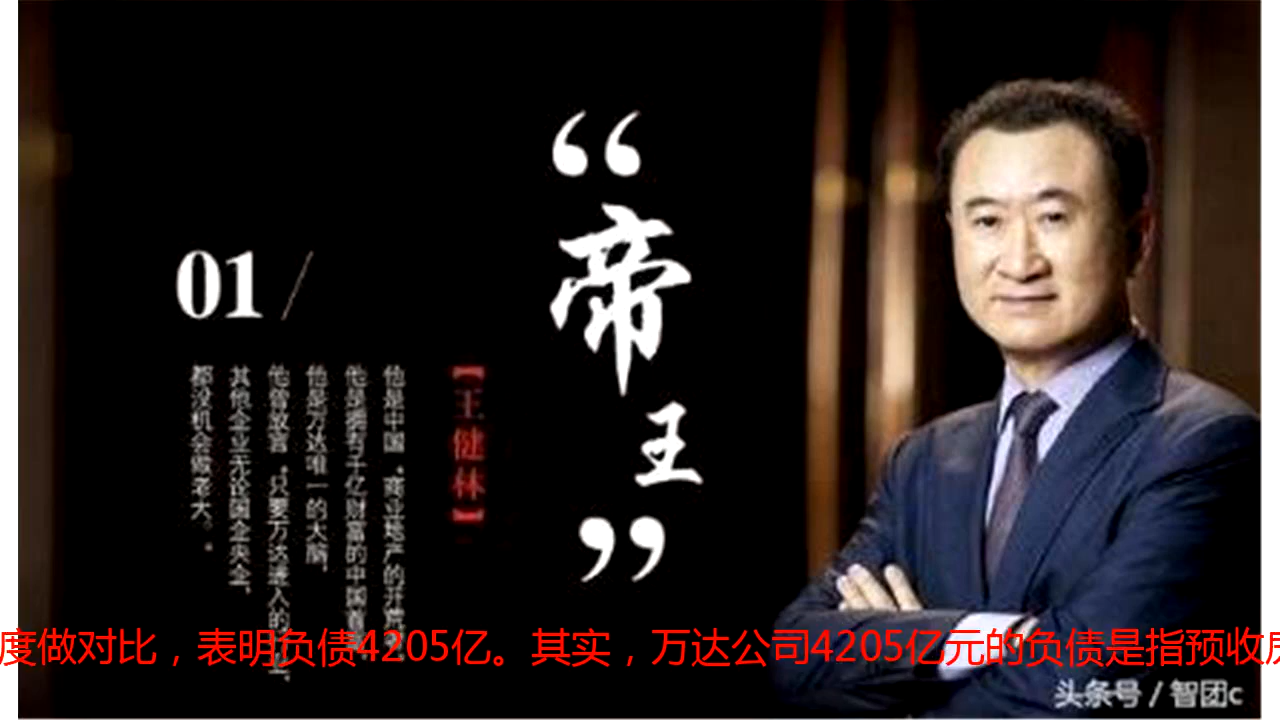 01/
“帝王”
【王健林】
他是中国“商业地产的开荒
他是拥有千亿财富的中国首
他是万达唯一的大脑，
他曾放言“只要万达进入的
其他企业无论国企央企，
都没机会做老大。”
度做对比，表明负债4205亿。其实，万达公司4205亿元的负债是指预收房
头条号 / 智团c